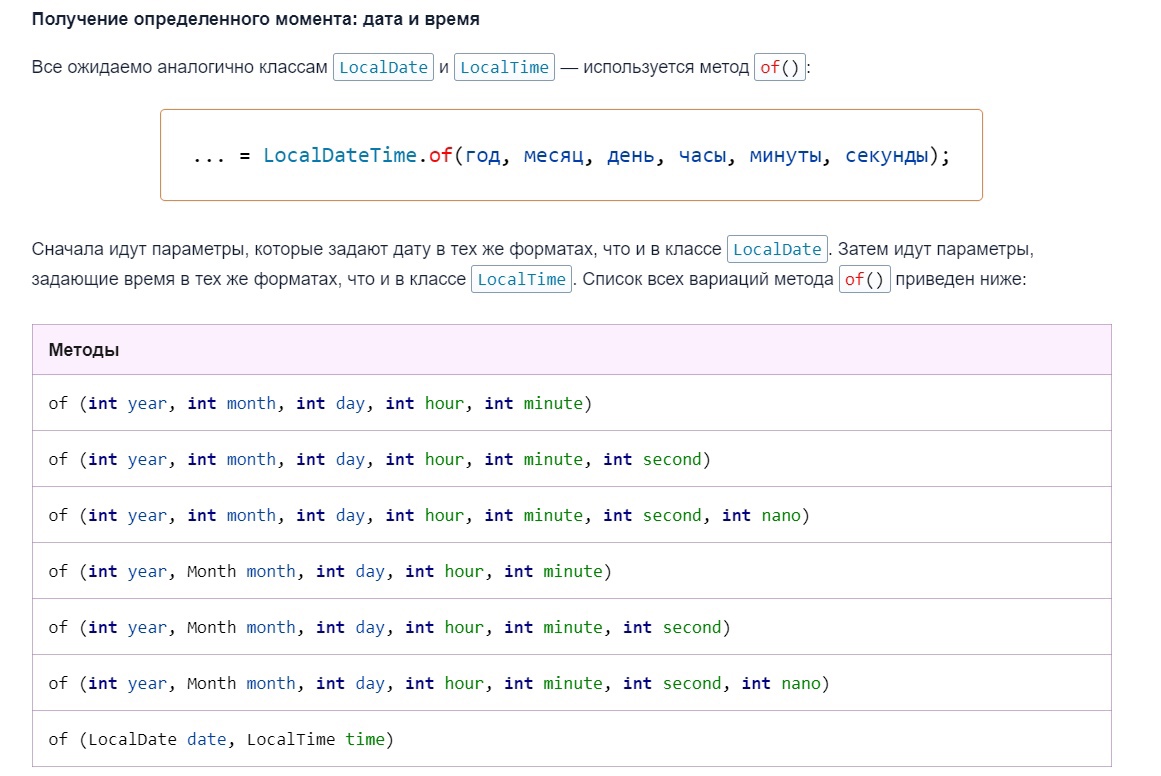 Получение определенного момента: дата и время
Все ожидаемо аналогично классам LocalDate и LocalTime — используется метод of():
... = LocalDateTime.of(год, месяц, день, часы, минуты, секунды);
Сначала идут параметры, которые задают дату в тех же форматах, что и в классе LocalDate. Затем идут параметры,
задающие время в тех же форматах, что и в классе LocalTime. Список всех вариаций метода of() приведен ниже:
Методы
of (int year, int month, int day, int hour, int minute)
of (int year, int month, int day, int hour, int minute, int second)
of (int year, int month, int day, int hour, int minute, int second, int nano)
of (int year, Month month, int day, int hour, int minute)
of (int year, Month month, int day, int hour, int minute, int second)
of (int year, Month month, int day, int hour, int minute, int second, int nano)
of (LocalDate date, LocalTime time)